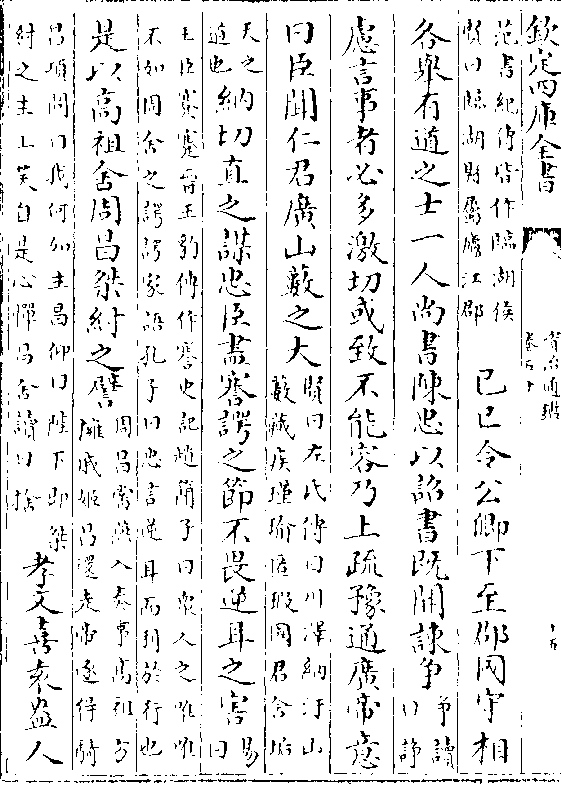 欽定四庫全書
資治通鑑
卷五十
十五
范書紀傳皆作臨湖侯
賢曰臨湖縣屬廬江郡
己巳令公卿下至郡國守相
各舉有道之士一人尚書陳忠以詔書既開諫爭
爭讀
曰諍
慮言事者必多激切或致不能容乃上疏豫通廣帝意
曰臣聞仁君廣山藪之大
賢曰左氏傳曰川澤納汙山
藪藏疾瑾瑜匿瑕國君含垢
天之
道也
納切直之謀忠臣盡謇諤之節不畏逆耳之害
易
曰
王臣蹇蹇晉王豹傳作謇史記趙簡子曰衆人之唯唯
不如周舍之諤諤家語孔子曰忠言逆耳而利於行也
是以高祖舍周昌桀紂之譬
周昌嘗燕入奏事高祖方
擁戚姬昌還走帝逐得騎
昌項問曰我何如主昌仰曰陛下即桀
紂之主上笑自是心憚昌舍讀曰捨
孝文喜袁盎人